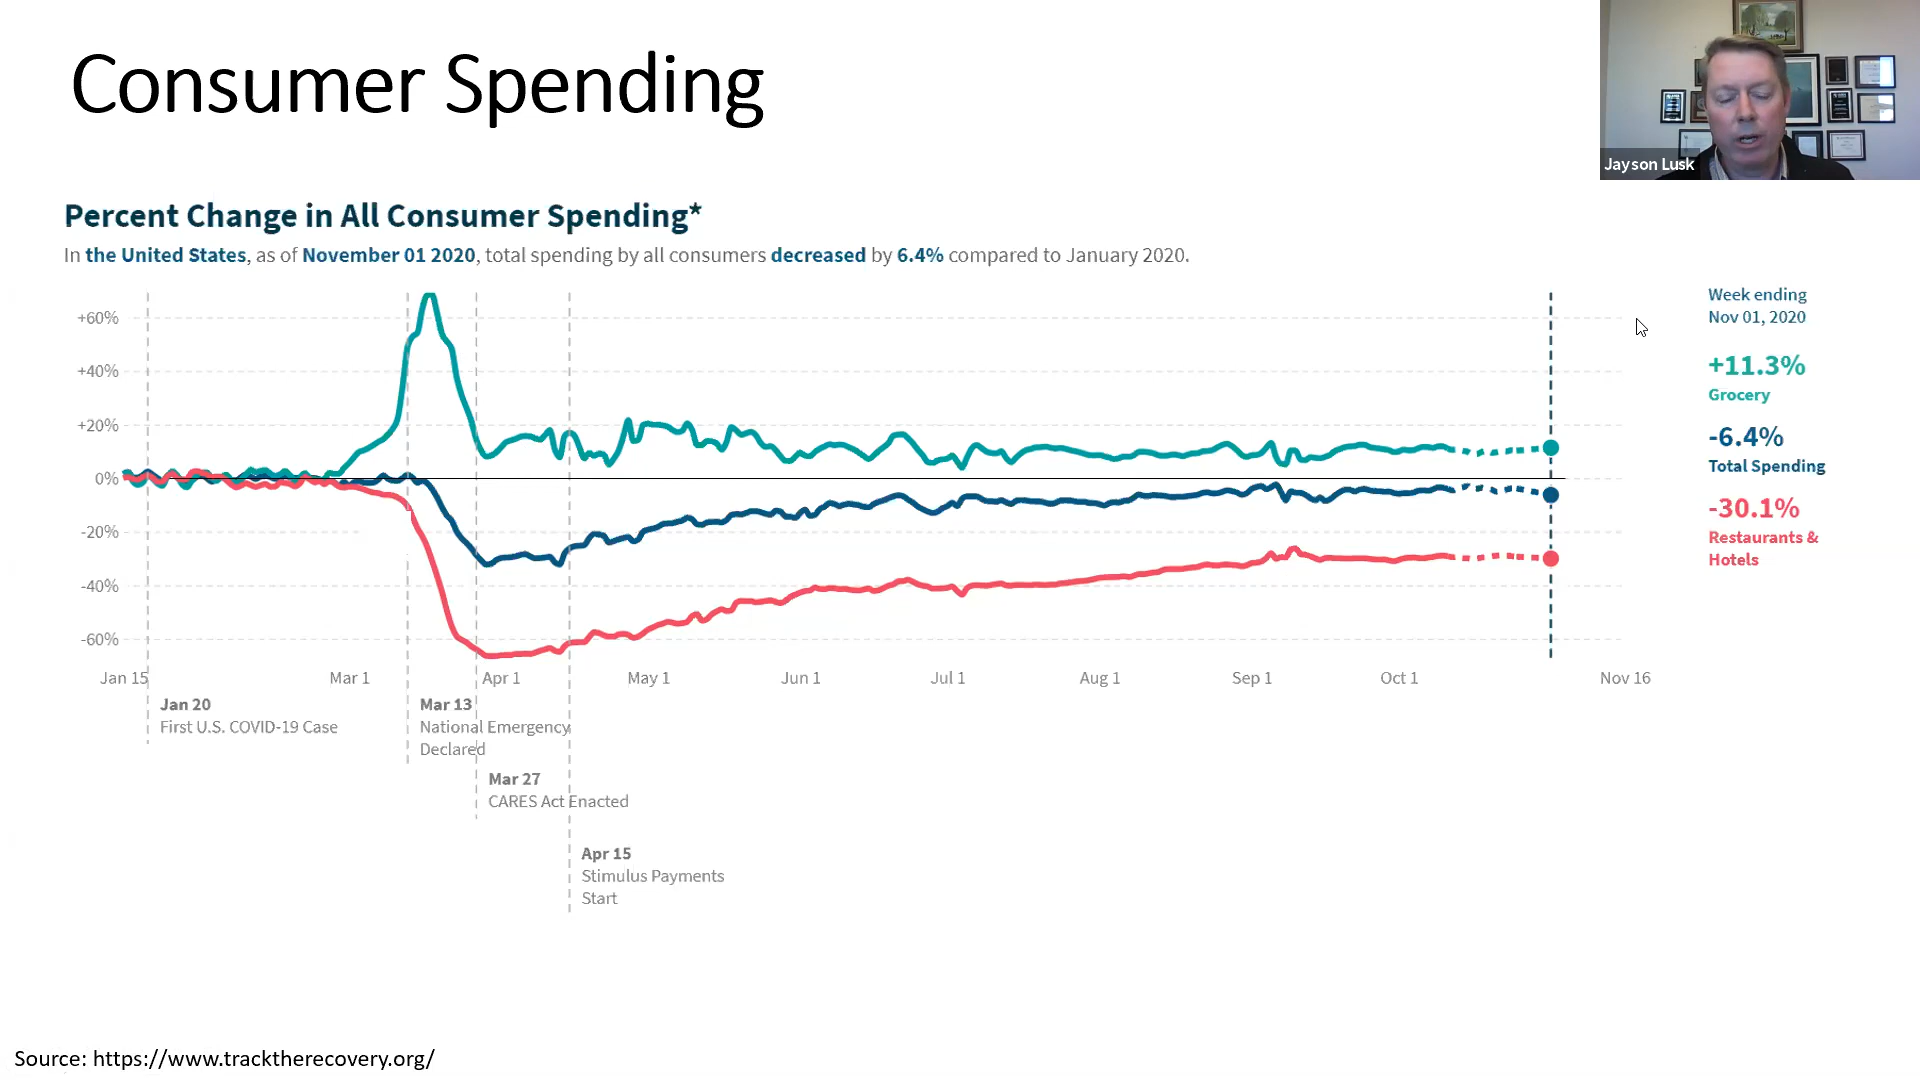 Consumer Spending
Jayson Lusk
Percent Change in All Consumer Spending*
In the United States, as of November 01 2020, total spending by all consumers decreased by 6.4% compared to January 2020.
Week ending
Nov 01, 2020
+11.3%
Grocery
-6.4%
Total Spending
-30.1%
Restaurants &
Hotels
+60%
+40%
+20%
0%
-20%
-40%
-60%
Jan 15 Mar 1 Apr 1 May 1 Jun 1 Jul 1 Aug 1 Sep 1 Oct 1 Nov 16
Jan 20
First U.S. COVID-19 Case
Mar 13
National Emergency
Declared
Mar 27
CARES Act Enacted
Apr 15
Stimulus Payments
Start
Source: https://www.tracktherecovery.org/